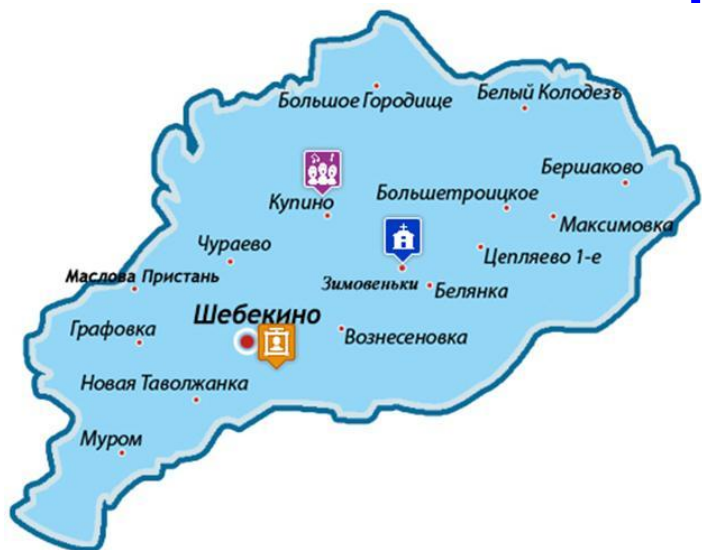 Большое Городище
Белый Колодезъ
Бершаково
Купино
Большетроицкое
Максимовка
Чураево
Цепляево 1-е
Маслова Пристань
Зимовеньки
Белянка
Шебекино
Графовка
Вознесеновка
Новая Таволжанка
Муром